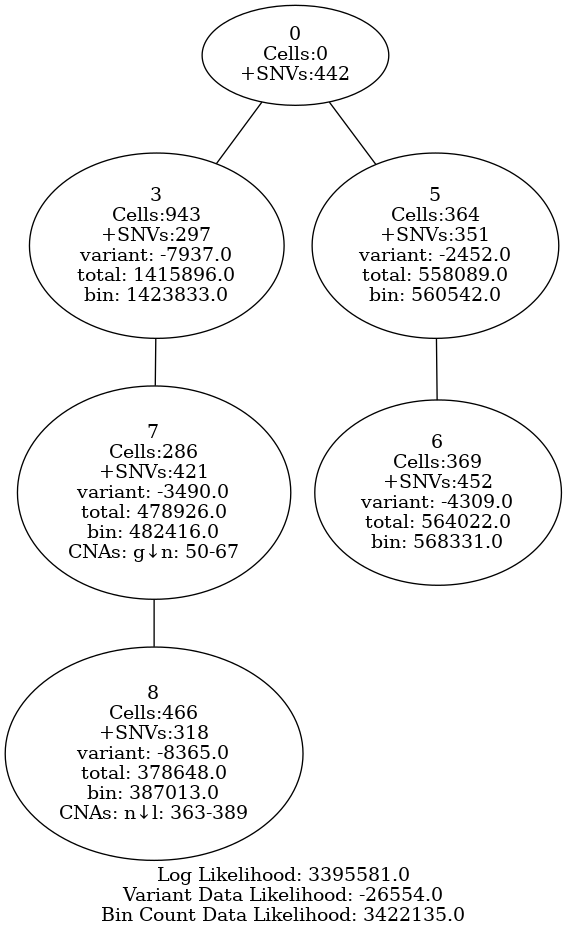 0
Cells:0
+SNVs:442
3
Cells:943
+SNVs:297
variant: -7937.0
total: 1415896.0
bin: 1423833.0
5
Cells:364
+SNVs:351
variant: -2452.0
total: 558089.0
bin: 560542.0
7
Cells:286
+SNVs:421
variant: -3490.0
total: 478926.0
bin: 482416.0
CNAs: g↓n: 50-67
6
Cells:369
+SNVs:452
variant: -4309.0
total: 564022.0
bin: 568331.0
8
Cells:466
+SNVs:318
variant: -8365.0
total: 378648.0
bin: 387013.0
CNAs: n↓l: 363-389
Log Likelihood: 3395581.0
Variant Data Likelihood: -26554.0
Bin Count Data Likelihood: 3422135.0